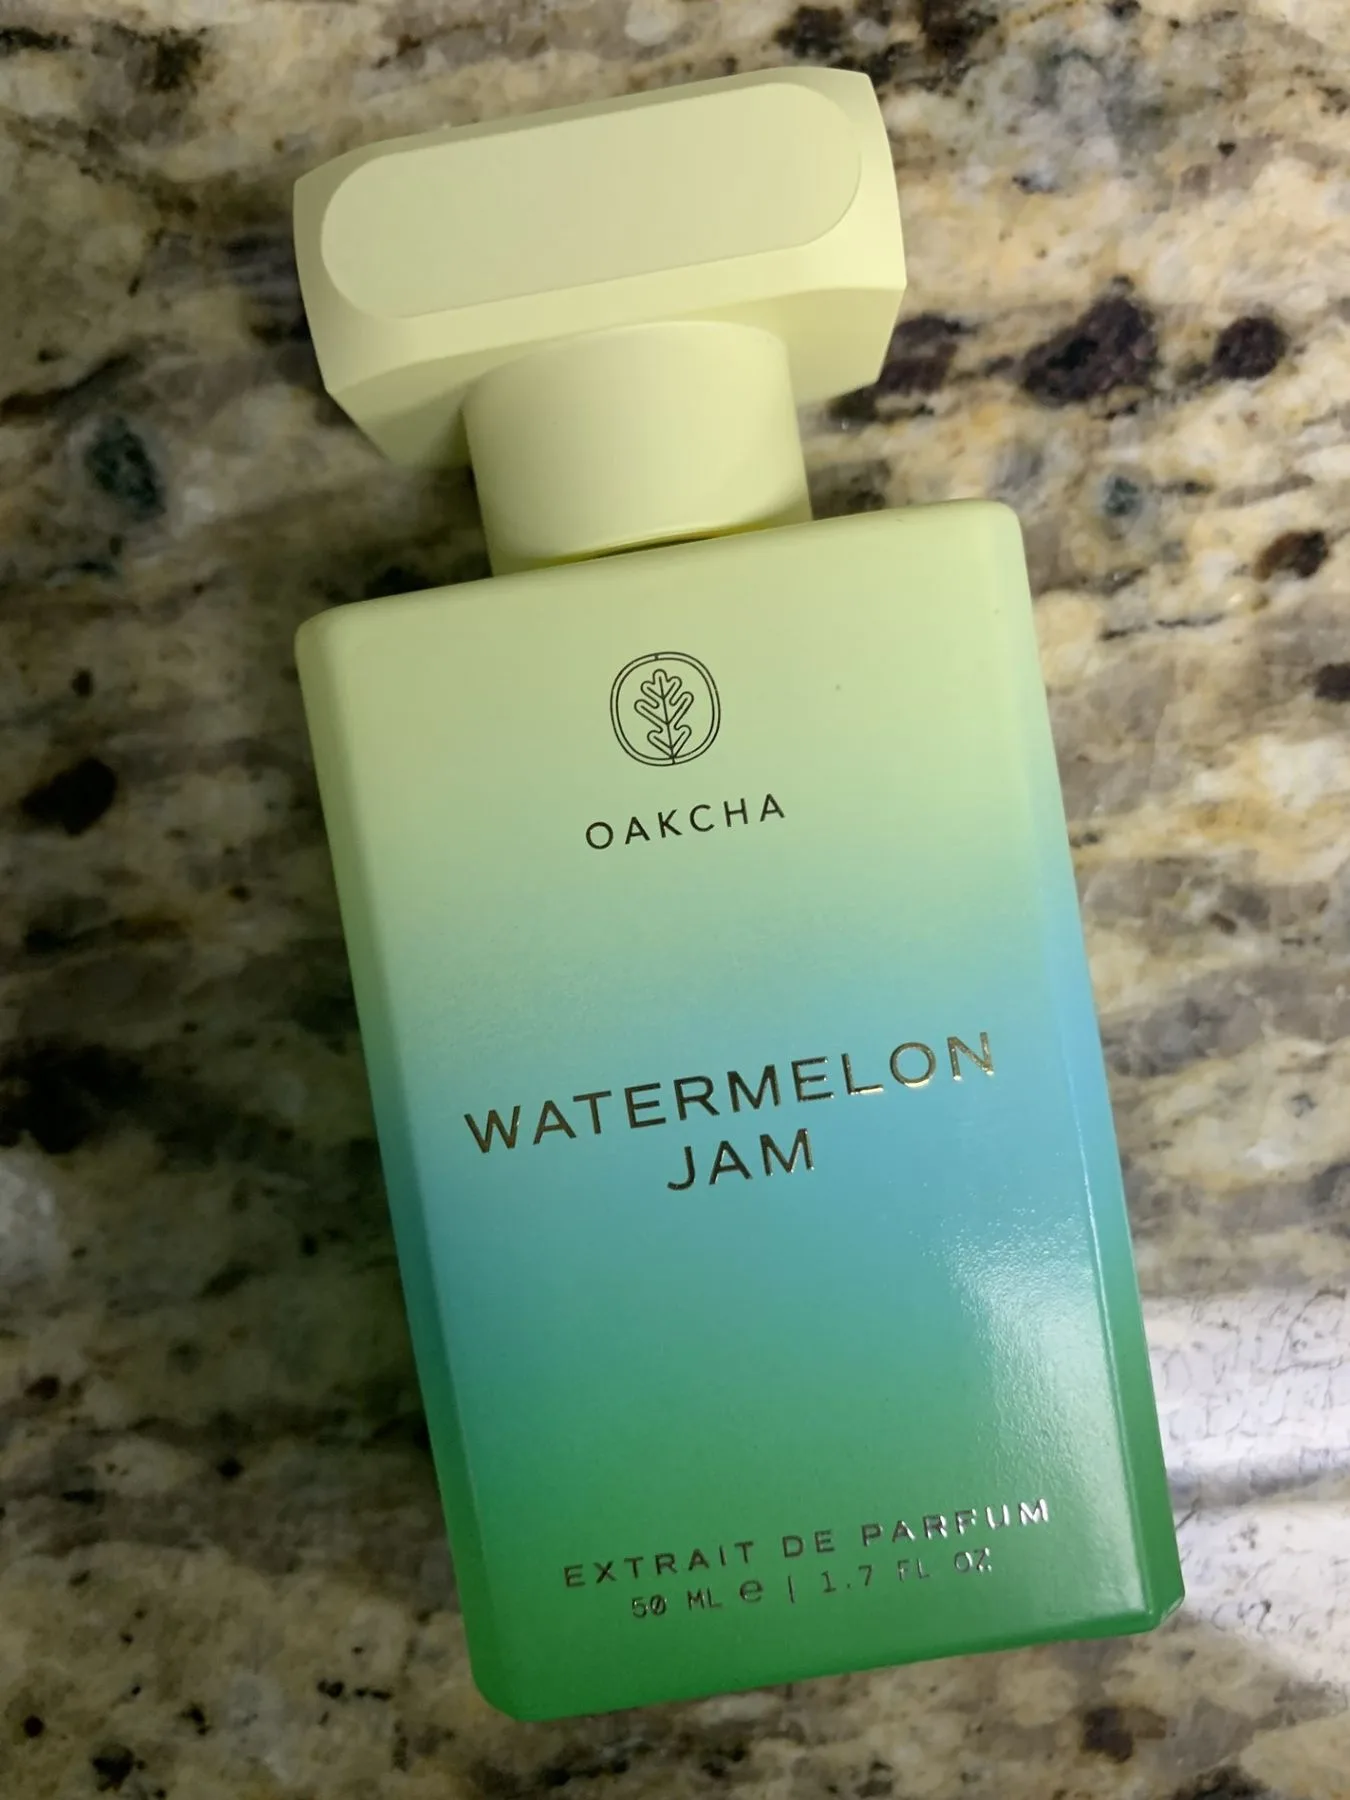 OAKCHA
WATERMELON
JAM
EXTRAIT DE PARFUM
50 ML ℮ | 1.7 FL OZ